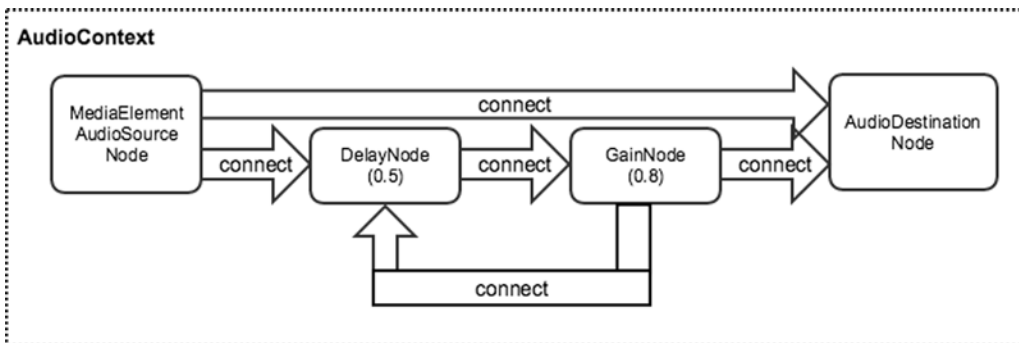 AudioContext
connect
MediaElement
AudioSource
Node
connect
DelayNode
(0.5)
connect
GainNode
(0.8)
connect
AudioDestination
Node
connect